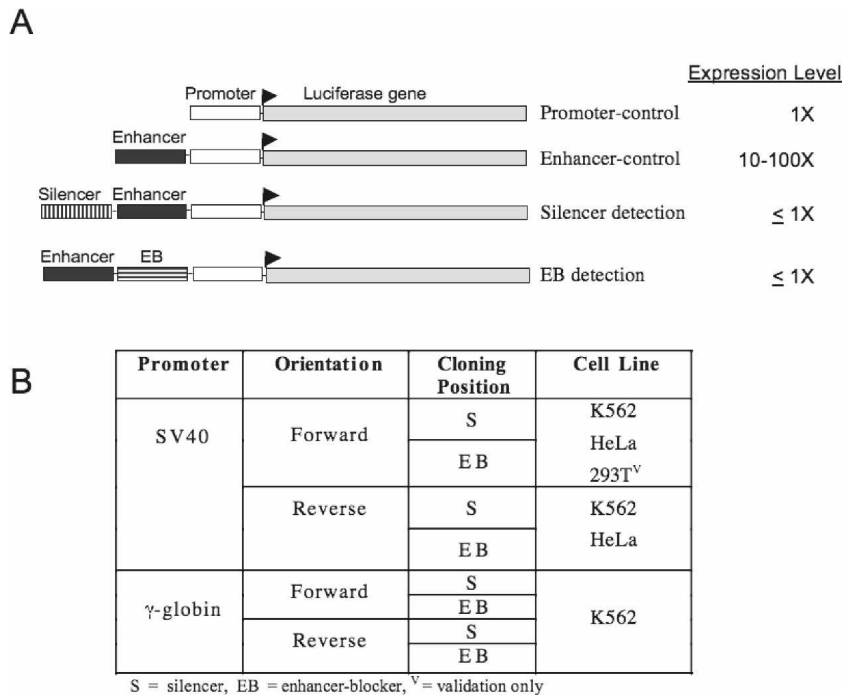 A
Expression Level
Promoter Luciferase gene
Promoter-control 1X
Enhancer
Enhancer-control 10-100X
Silencer Enhancer
Silencer detection ≤ 1X
Enhancer EB
EB detection ≤ 1X
B
Promoter Orientation Cloning Position Cell Line
SV40 Forward S K562
EB HeLa
293T^V
Reverse S K562
EB HeLa
γ-globin Forward S K562
EB
Reverse S
EB
S = silencer, EB = enhancer-blocker, ^V = validation only